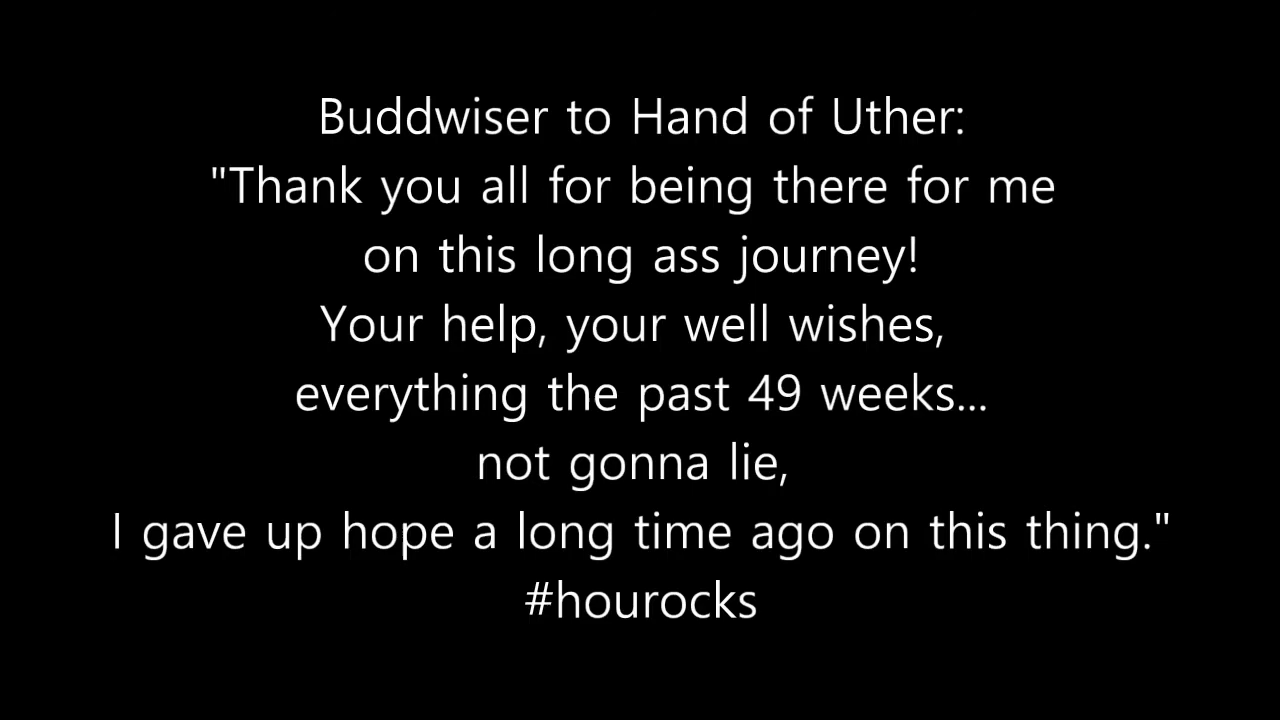 Buddwiser to Hand of Uther:
"Thank you all for being there for me
on this long ass journey!
Your help, your well wishes,
everything the past 49 weeks...
not gonna lie,
I gave up hope a long time ago on this thing."
#hourocks